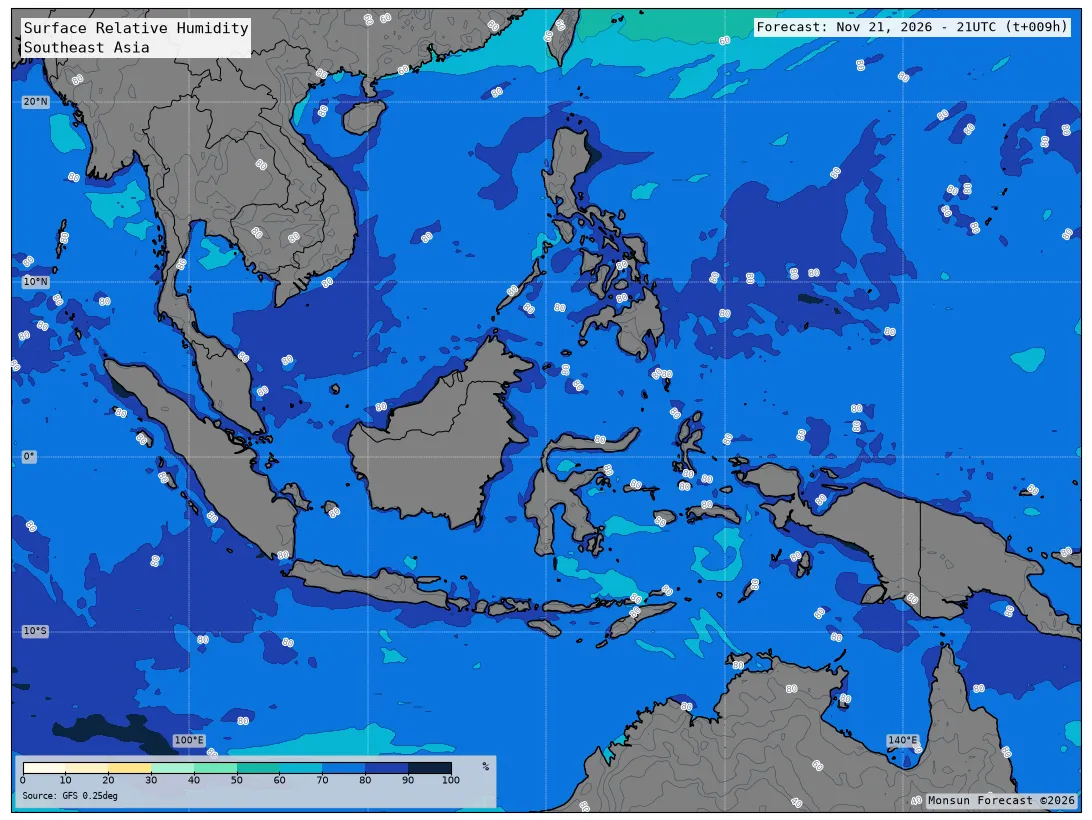 Surface Relative Humidity
Southeast Asia
Forecast: Nov 21, 2026 - 21UTC (t+009h)
20°N
10°N
0°
10°S
100°E
140°E
%
0 10 20 30 40 50 60 70 80 90 100
Source: GFS 0.25deg
Monsun Forecast ©2026